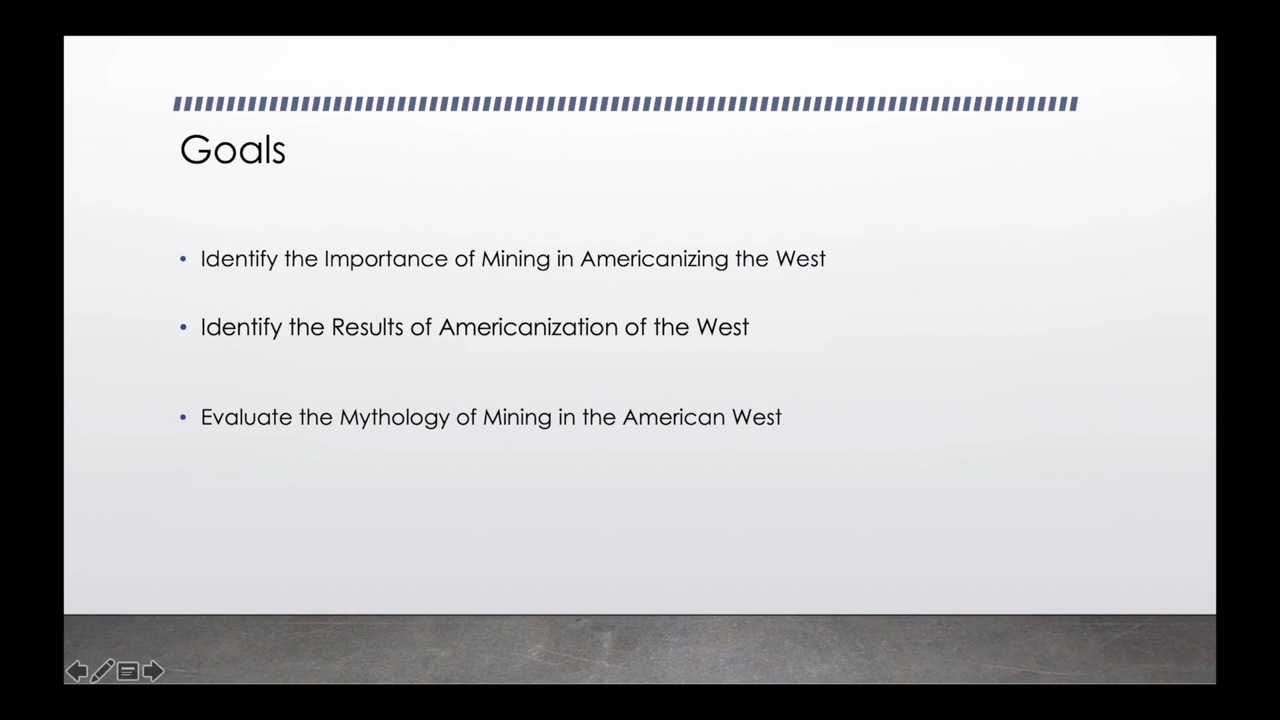 Goals
• Identify the Importance of Mining in Americanizing the West
• Identify the Results of Americanization of the West
• Evaluate the Mythology of Mining in the American West